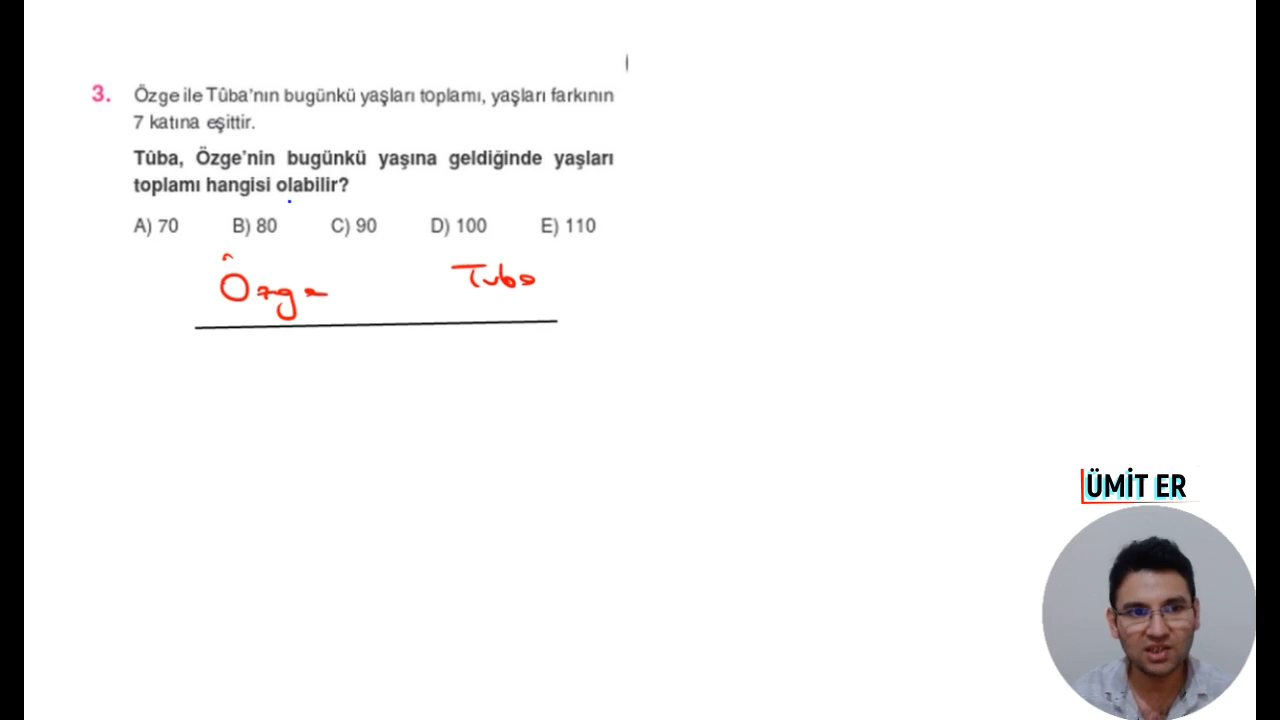 3. Özge ile Tûba'nın bugünkü yaşları toplamı, yaşları farkının
7 katına eşittir.
Tûba, Özge'nin bugünkü yaşına geldiğinde yaşları
toplamı hangisi olabilir?
A) 70 B) 80 C) 90 D) 100 E) 110
Özge Tuba
ÜMİT ER